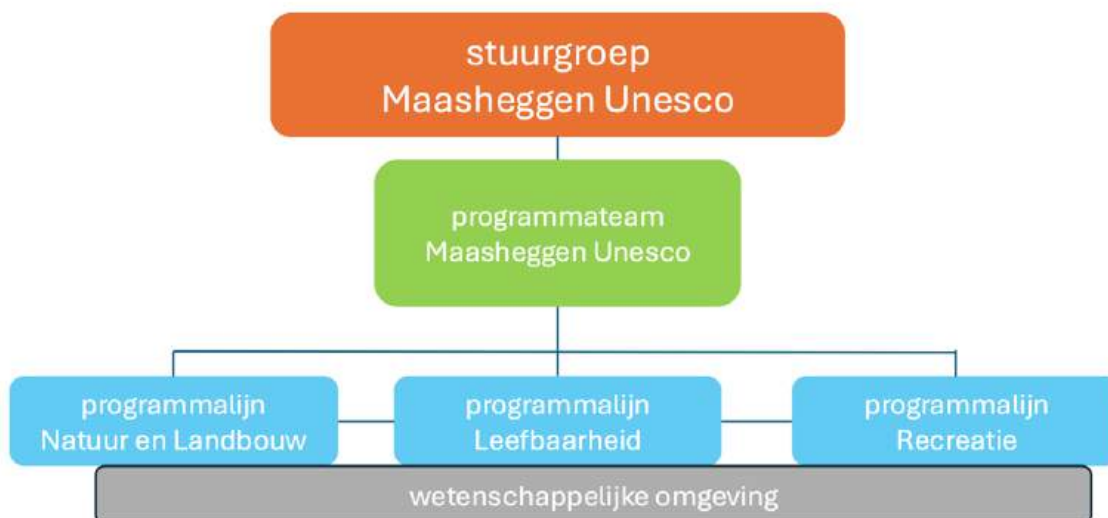 stuurgroep
Maasheggen Unesco
programmateam
Maasheggen Unesco
programmalijn
Natuur en Landbouw
programmalijn
Leefbaarheid
programmalijn
Recreatie
wetenschappelijke omgeving